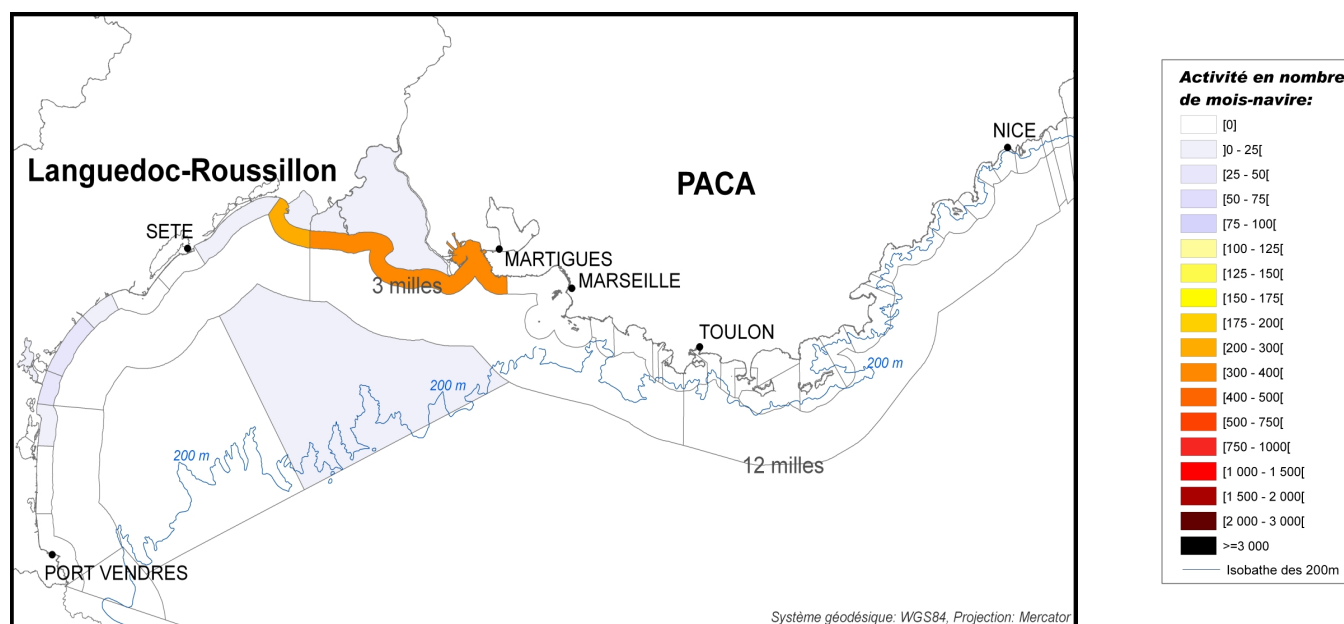 Languedoc-Roussillon
PACA
NICE
SETE
MARTIGUES
3 milles
MARSEILLE
TOULON
200 m
200 m
200 m
12 milles
PORT VENDRES
Système géodésique: WGS84, Projection: Mercator
Activité en nombre
de mois-navire:
[0]
]0 - 25[
[25 - 50[
[50 - 75[
[75 - 100[
[100 - 125[
[125 - 150[
[150 - 175[
[175 - 200[
[200 - 300[
[300 - 400[
[400 - 500[
[500 - 750[
[750 - 1000[
[1 000 - 1 500[
[1 500 - 2 000[
[2 000 - 3 000[
>=3 000
Isobathe des 200m